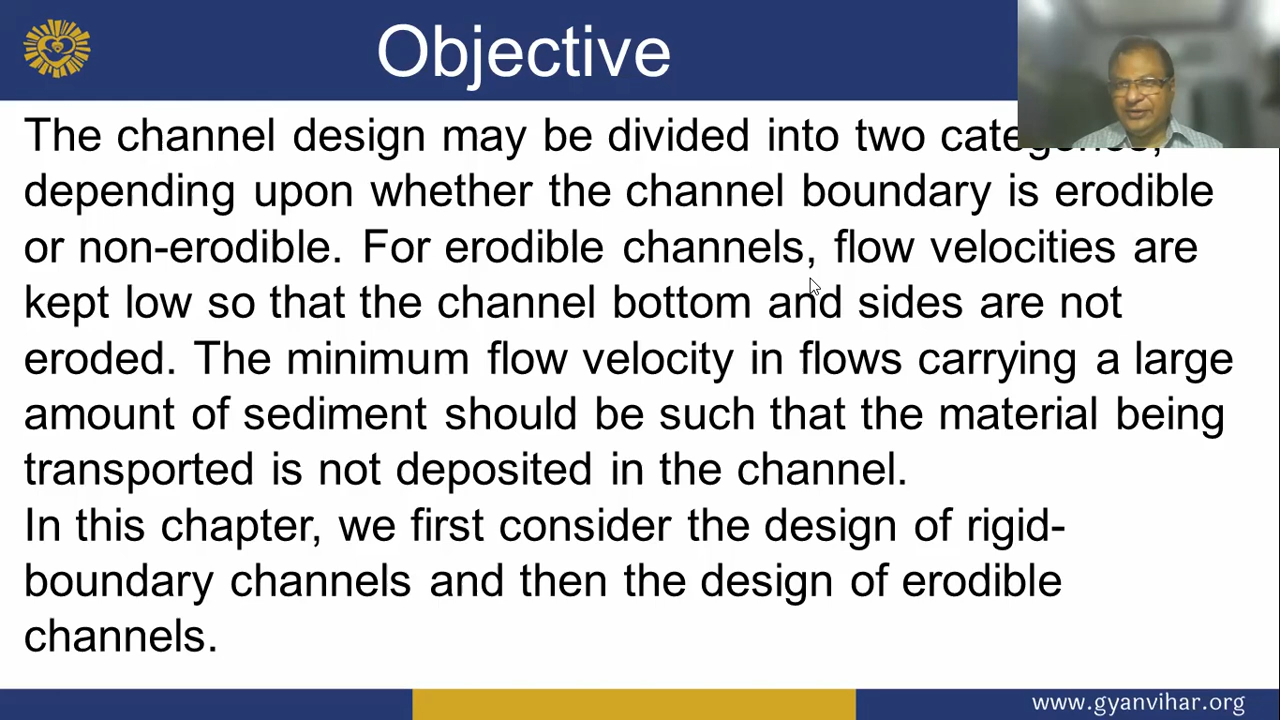 Objective
The channel design may be divided into two
depending upon whether the channel boundary is erodible
or non-erodible. For erodible channels, flow velocities are
kept low so that the channel bottom and sides are not
eroded. The minimum flow velocity in flows carrying a large
amount of sediment should be such that the material being
transported is not deposited in the channel.
In this chapter, we first consider the design of rigid-
boundary channels and then the design of erodible
channels.
www.gyanvihar.org